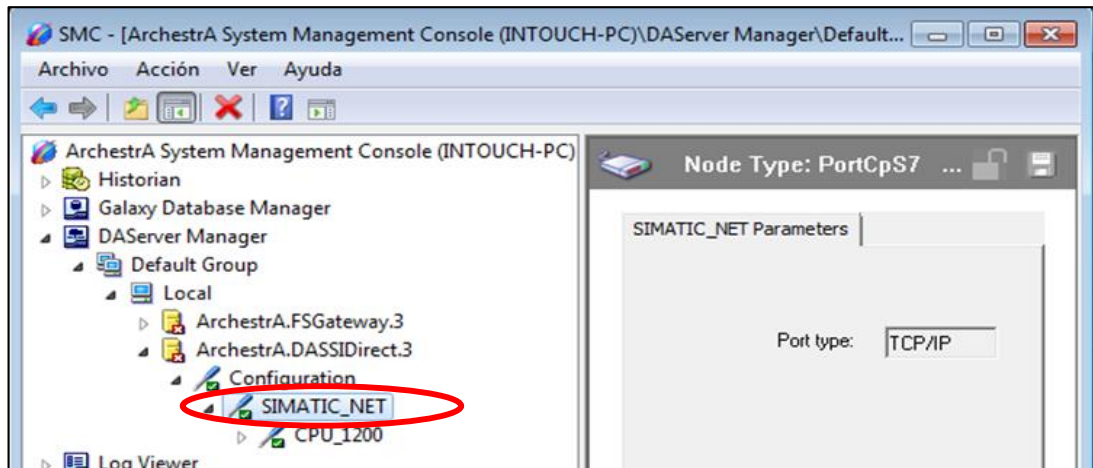 SMC - [ArchestrA System Management Console (INTOUCH-PC)\DAServer Manager\Default...
Archivo Acción Ver Ayuda
ArchestrA System Management Console (INTOUCH-PC)
Historian
Galaxy Database Manager
DAServer Manager
Default Group
Local
ArchestrA.FSGateway.3
ArchestrA.DASSIDirect.3
Configuration
SIMATIC_NET
CPU_1200
Log Viewer
Node Type: PortCpS7 ...
SIMATIC_NET Parameters
Port type: TCP/IP